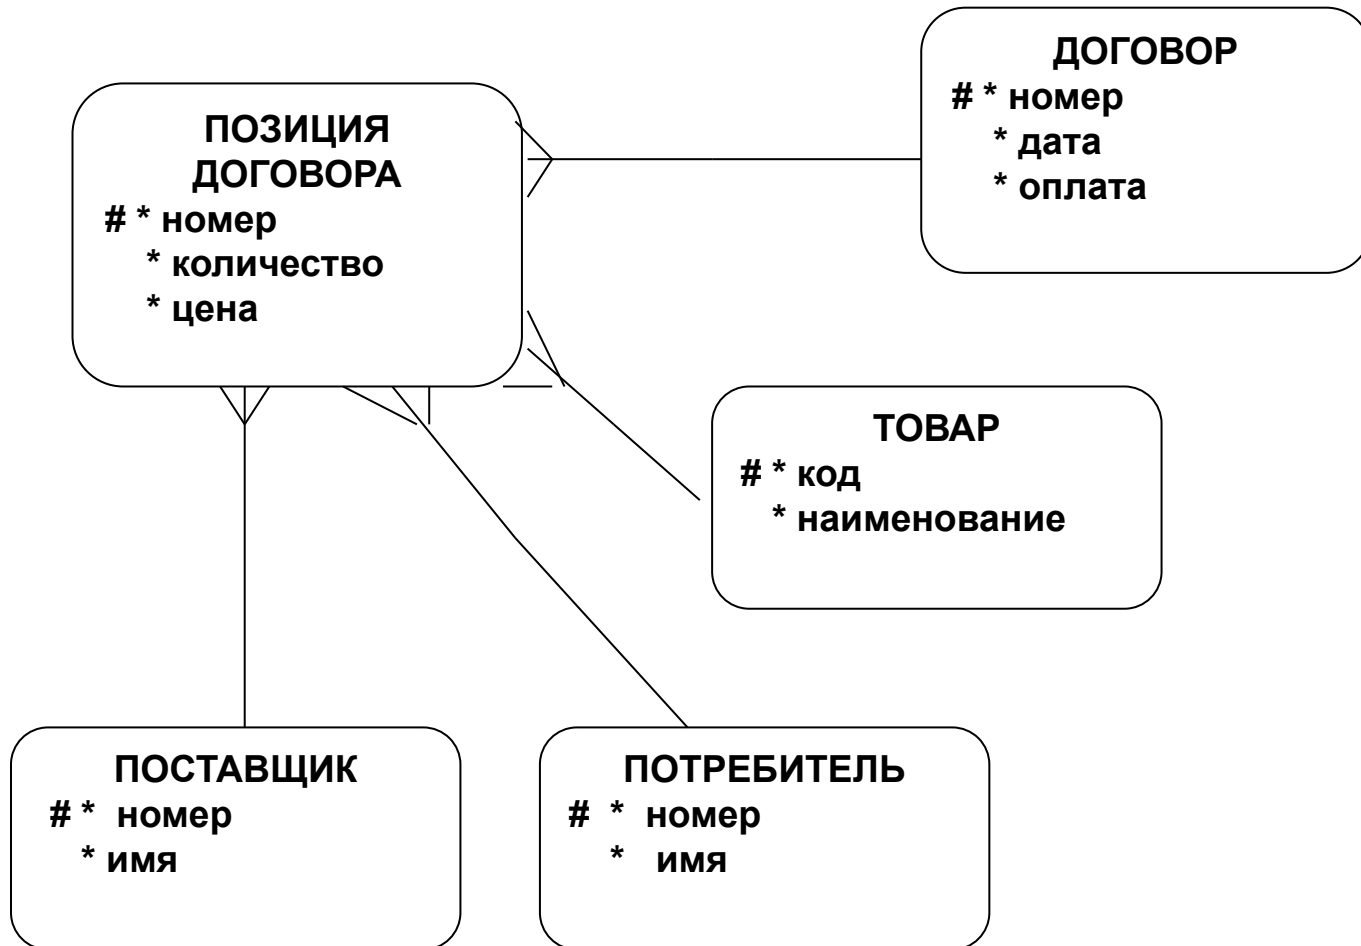 ДОГОВОР
# * номер
* дата
* оплата
ПОЗИЦИЯ
ДОГОВОРА
# * номер
* количество
* цена
ТОВАР
# * код
* наименование
ПОСТАВЩИК
# * номер
* имя
ПОТРЕБИТЕЛЬ
# * номер
* имя